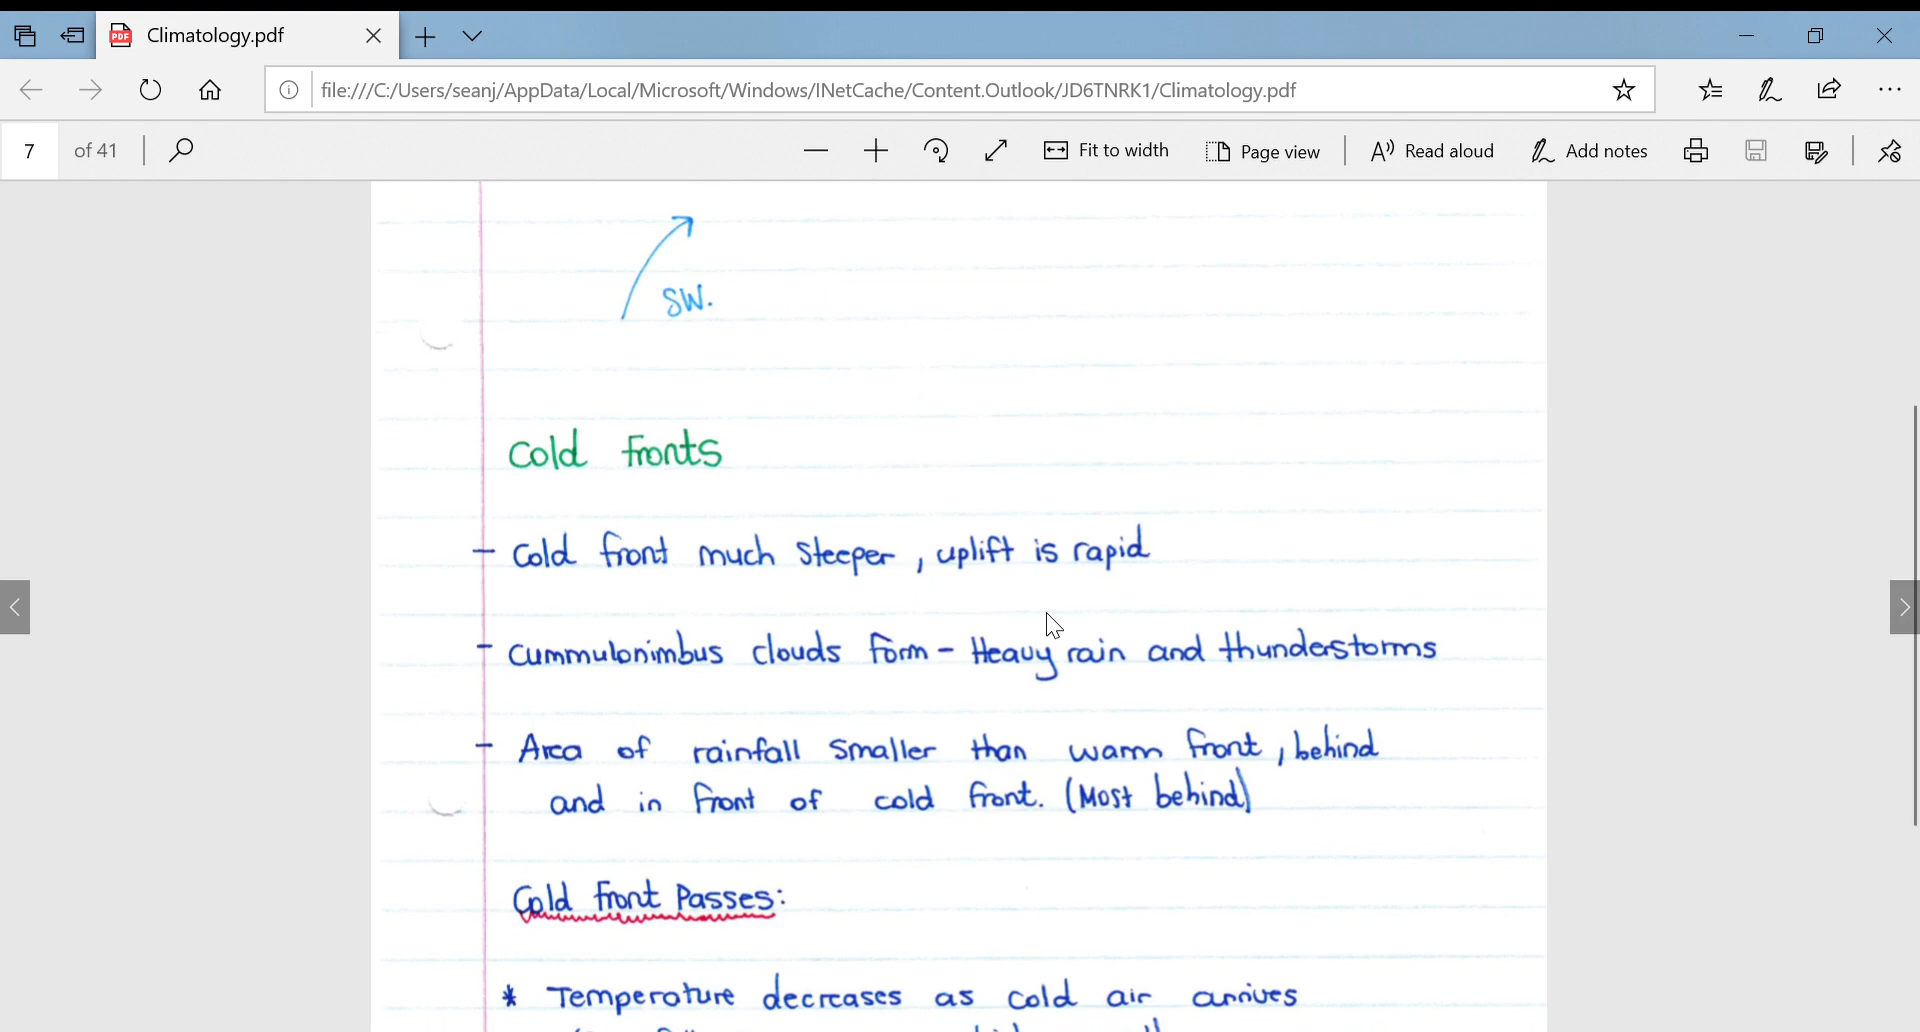 Climatology.pdf
file:///C:/Users/seanj/AppData/Local/Microsoft/Windows/INetCache/Content.Outlook/JD6TNRK1/Climatology.pdf
7 of 41 Fit to width Page view Read aloud Add notes
SW.
Cold fronts
- Cold front much steeper, uplift is rapid
- Cummulonimbus clouds form - Heavy rain and thunderstorms
- Area of rainfall smaller than warm front, behind
and in front of cold front. (Most behind)
Cold front Passes:
* Temperature decreases as cold air arrives